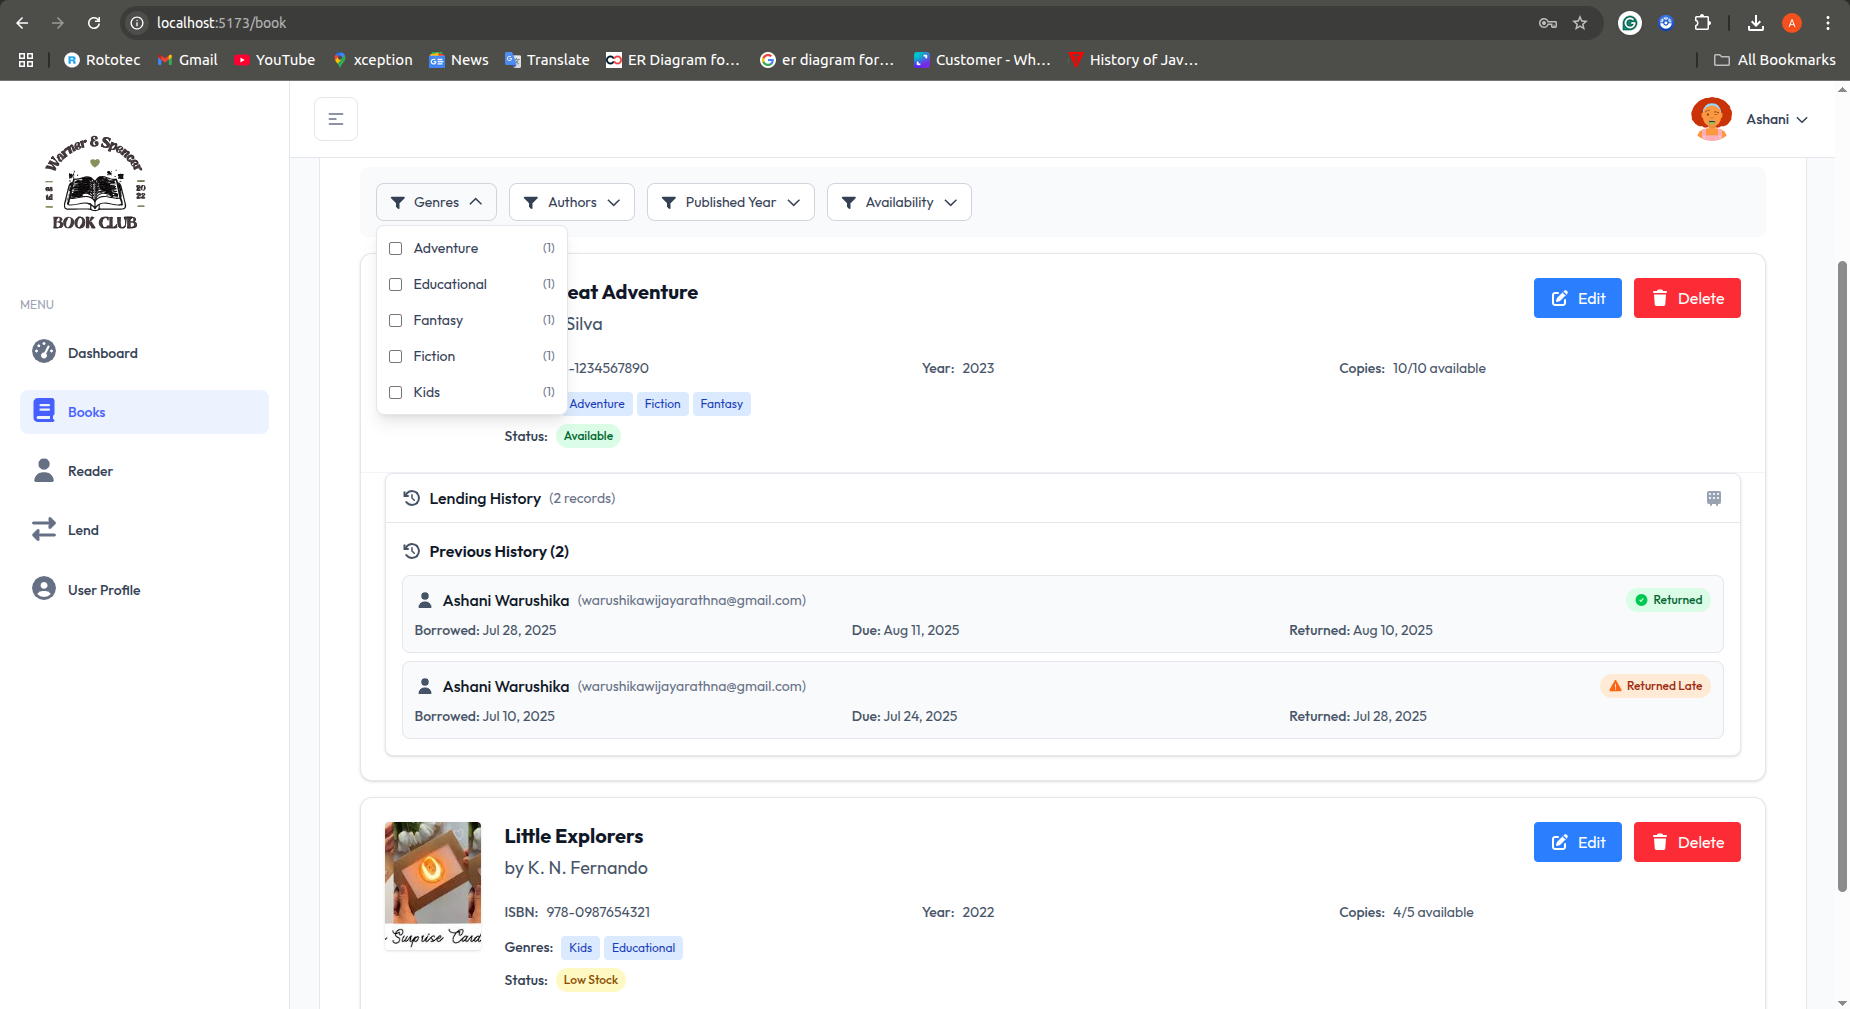 localhost:5173/book
Rototec
Gmail
YouTube
xception
News
Translate
ER Diagram fo...
er diagram for...
Customer - Wh...
History of Jav...
All Bookmarks
Warner & Spencer
20
22
BOOK CLUB
Ashani
MENU
Dashboard
Books
Reader
Lend
User Profile
Genres
Authors
Published Year
Availability
Adventure (1)
Educational (1)
Fantasy (1)
Fiction (1)
Kids (1)
eat Adventure
Silva
Edit
Delete
-1234567890
Year: 2023
Copies: 10/10 available
Adventure Fiction Fantasy
Status: Available
Lending History (2 records)
Previous History (2)
Ashani Warushika (warushikawijayarathna@gmail.com) Returned
Borrowed: Jul 28, 2025 Due: Aug 11, 2025 Returned: Aug 10, 2025
Ashani Warushika (warushikawijayarathna@gmail.com) Returned Late
Borrowed: Jul 10, 2025 Due: Jul 24, 2025 Returned: Jul 28, 2025
Little Explorers
by K. N. Fernando
Edit
Delete
ISBN: 978-0987654321
Year: 2022
Copies: 4/5 available
Genres: Kids Educational
Status: Low Stock
Surprise Card